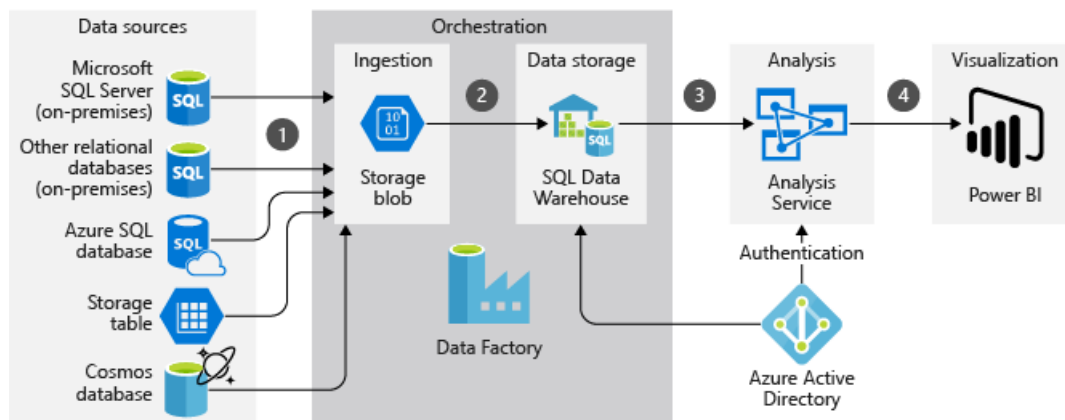 Data sources
Microsoft
SQL Server
(on-premises)
SQL
Other relational
databases
(on-premises)
SQL
Azure SQL
database
SQL
Storage
table
Cosmos
database
1
Orchestration
Ingestion
10
01
Storage
blob
2
Data storage
SQL
SQL Data
Warehouse
Data Factory
3
Analysis
Analysis
Service
4
Visualization
Power BI
Authentication
Azure Active
Directory